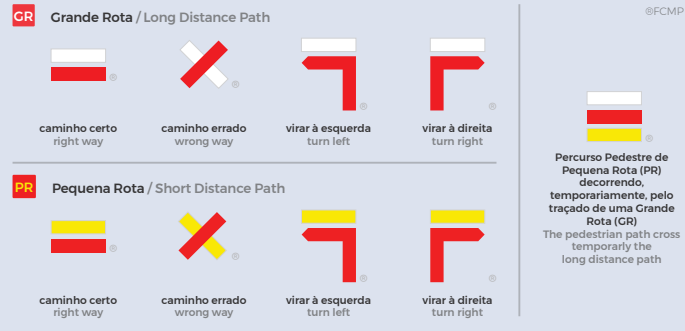 GR Grande Rota / Long Distance Path
® ® ® ®
caminho certo caminho errado virar à esquerda virar à direita
right way wrong way turn left turn right
PR Pequena Rota / Short Distance Path
® ® ® ®
caminho certo caminho errado virar à esquerda virar à direita
right way wrong way turn left turn right
®FCMP
®
Percurso Pedestre de
Pequena Rota (PR)
decorrendo,
temporariamente, pelo
traçado de uma Grande
Rota (GR)
The pedestrian path cross
temporarly the
long distance path